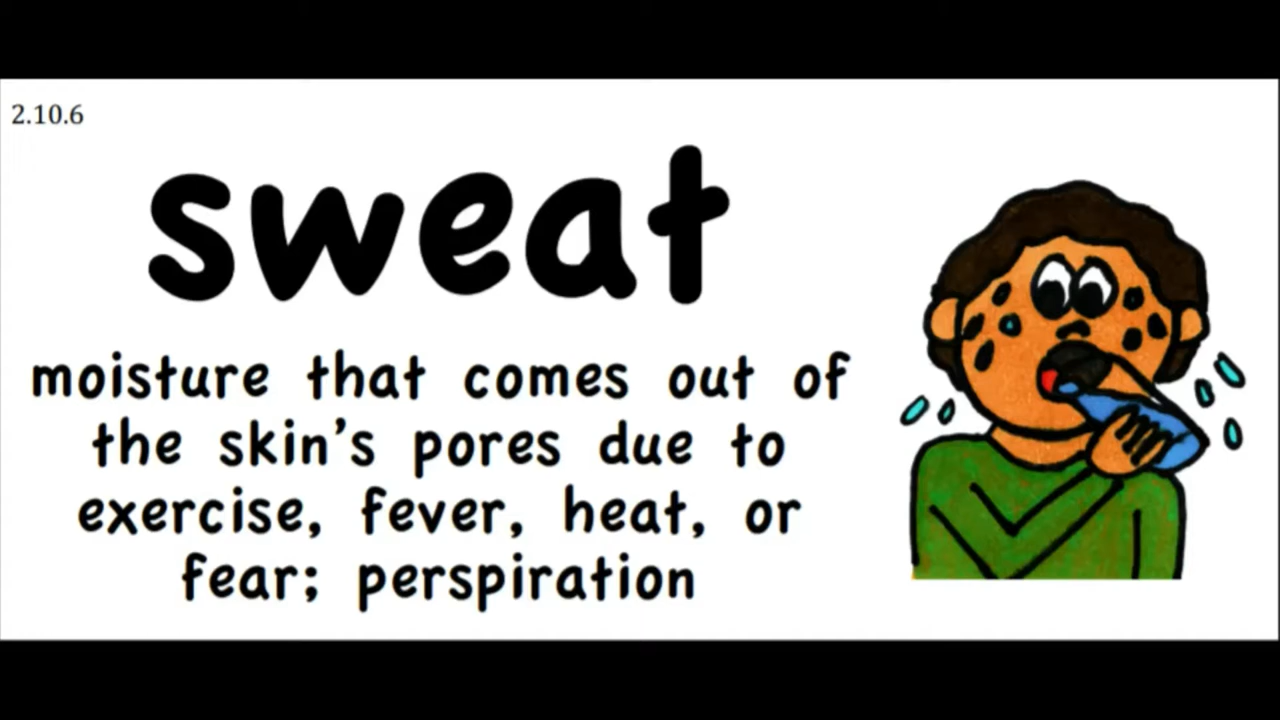 2.10.6
sweat
moisture that comes out of
the skin's pores due to
exercise, fever, heat, or
fear; perspiration